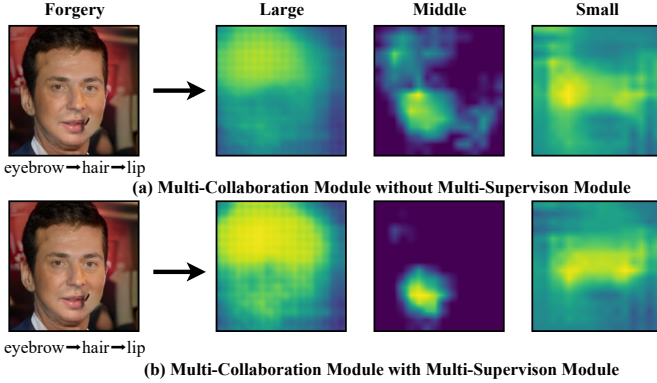 Forgery Large Middle Small
eyebrow→hair→lip
(a) Multi-Collaboration Module without Multi-Supervison Module
eyebrow→hair→lip
(b) Multi-Collaboration Module with Multi-Supervison Module